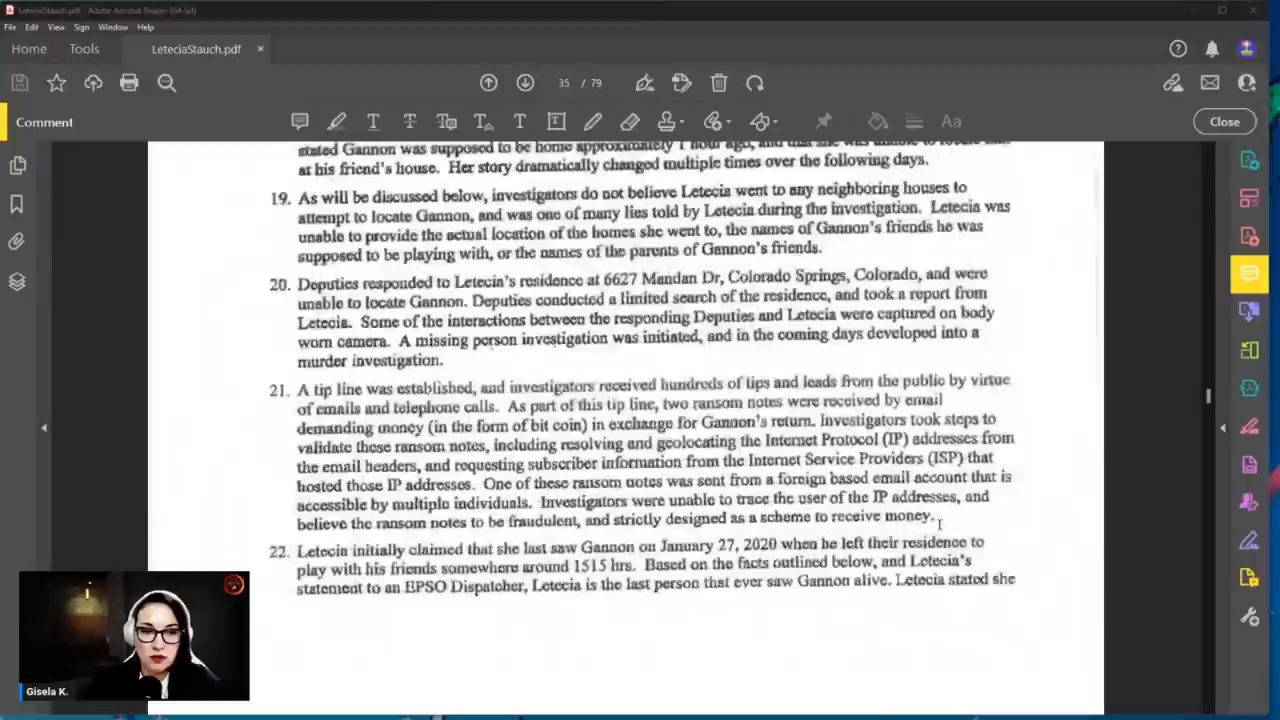 LeteciaStauch.pdf - Adobe Acrobat Reader (64-bit)
File Edit View Sign Window Help
Home Tools LeteciaStauch.pdf ×
35 / 79
Comment
Close
stated Gannon was supposed to be home approximately 1 hour ago, and that she was unable to locate
at his friend's house. Her story dramatically changed multiple times over the following days.
19. As will be discussed below, investigators do not believe Letecia went to any neighboring houses to
attempt to locate Gannon, and was one of many lies told by Letecia during the investigation. Letecia was
unable to provide the actual location of the homes she went to, the names of Gannon's friends he was
supposed to be playing with, or the names of the parents of Gannon's friends.
20. Deputies responded to Letecia's residence at 6627 Mandan Dr, Colorado Springs, Colorado, and were
unable to locate Gannon. Deputies conducted a limited search of the residence, and took a report from
Letecia. Some of the interactions between the responding Deputies and Letecia were captured on body
worn camera. A missing person investigation was initiated, and in the coming days developed into a
murder investigation.
21. A tip line was established, and investigators received hundreds of tips and leads from the public by virtue
of emails and telephone calls. As part of this tip line, two ransom notes were received by email
demanding money (in the form of bit coin) in exchange for Gannon's return. Investigators took steps to
validate these ransom notes, including resolving and geolocating the Internet Protocol (IP) addresses from
the email headers, and requesting subscriber information from the Internet Service Providers (ISP) that
hosted those IP addresses. One of these ransom notes was sent from a foreign based email account that is
accessible by multiple individuals. Investigators were unable to trace the user of the IP addresses, and
believe the ransom notes to be fraudulent, and strictly designed as a scheme to receive money.
22. Letecia initially claimed that she last saw Gannon on January 27, 2020 when he left their residence to
play with his friends somewhere around 1515 hrs. Based on the facts outlined below, and Letecia's
statement to an EPSO Dispatcher, Letecia is the last person that ever saw Gannon alive. Letecia stated she
Gisela K.